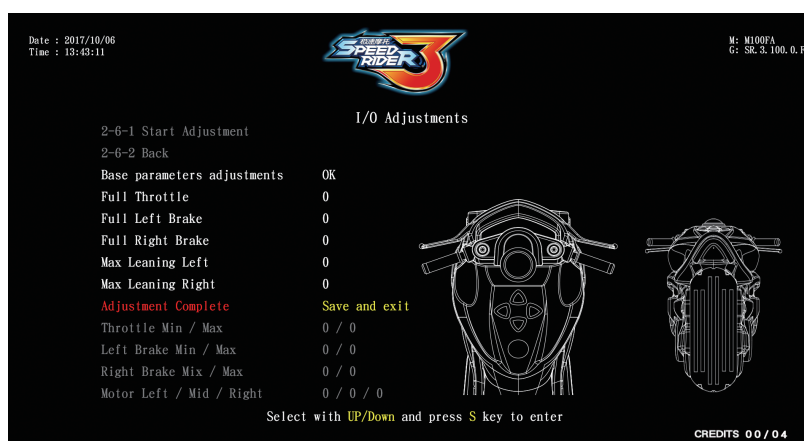 Date : 2017/10/06
Time : 13:43:11
极速摩托
SPEED
RIDER 3
M: M100FA
G: SR.3.100.0.R
I/O Adjustments
2-6-1 Start Adjustment
2-6-2 Back
Base parameters adjustments OK
Full Throttle 0
Full Left Brake 0
Full Right Brake 0
Max Leaning Left 0
Max Leaning Right 0
Adjustment Complete Save and exit
Throttle Min / Max 0 / 0
Left Brake Min / Max 0 / 0
Right Brake Mix / Max 0 / 0
Motor Left / Mid / Right 0 / 0 / 0
Select with UP/Down and press S key to enter
CREDITS 00/04